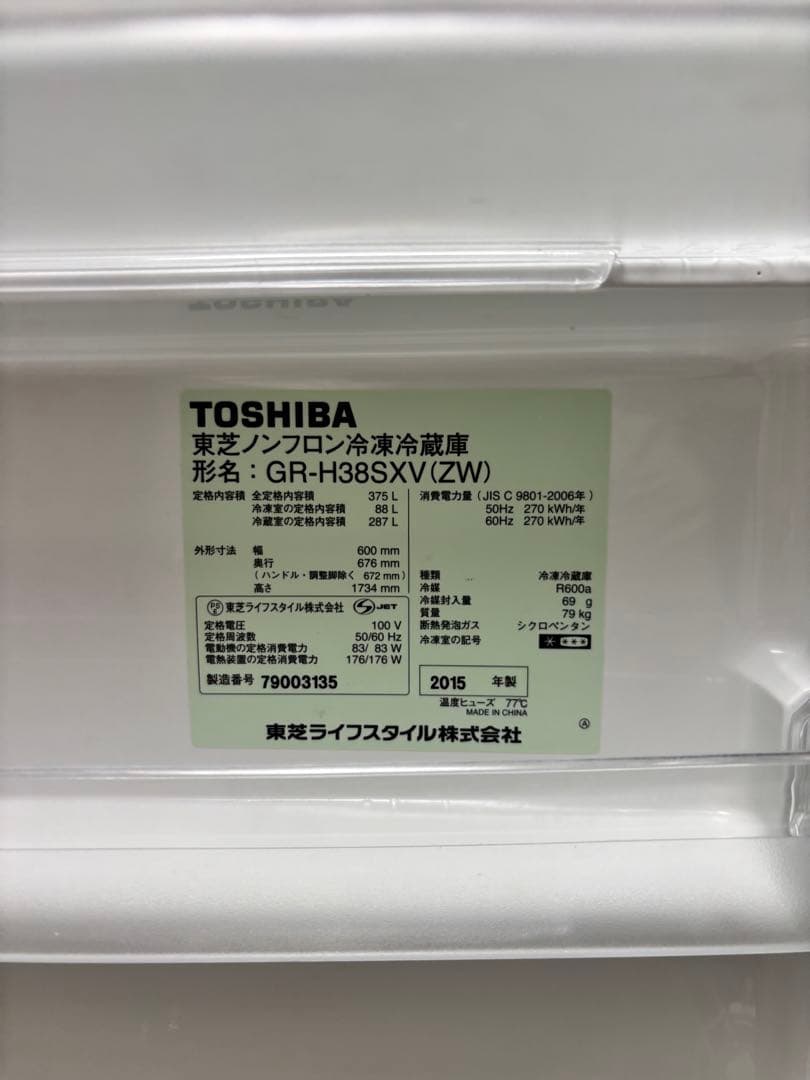 TOSHIBA
東芝ノンフロン冷凍冷蔵庫
形名：GR-H38SXV(ZW)
定格内容積 全定格内容積 375 L
冷凍室の定格内容積 88 L
冷蔵室の定格内容積 287 L
外形寸法 幅 600 mm
奥行 676 mm
(ハンドル・調整脚除く 672 mm)
高さ 1734 mm
消費電力量 (JIS C 9801-2006年)
50Hz 270 kWh/年
60Hz 270 kWh/年
種類 冷凍冷蔵庫
冷媒 R600a
冷媒封入量 69 g
質量 79 kg
断熱発泡ガス シクロペンタン
冷凍室の記号 * ***
PS E 東芝ライフスタイル株式会社 S JET
定格電圧 100 V
定格周波数 50/60 Hz
電動機の定格消費電力 83/ 83 W
電熱装置の定格消費電力 176/176 W
製造番号 79003135
2015 年製
温度ヒューズ 77℃
MADE IN CHINA
Ⓐ
東芝ライフスタイル株式会社